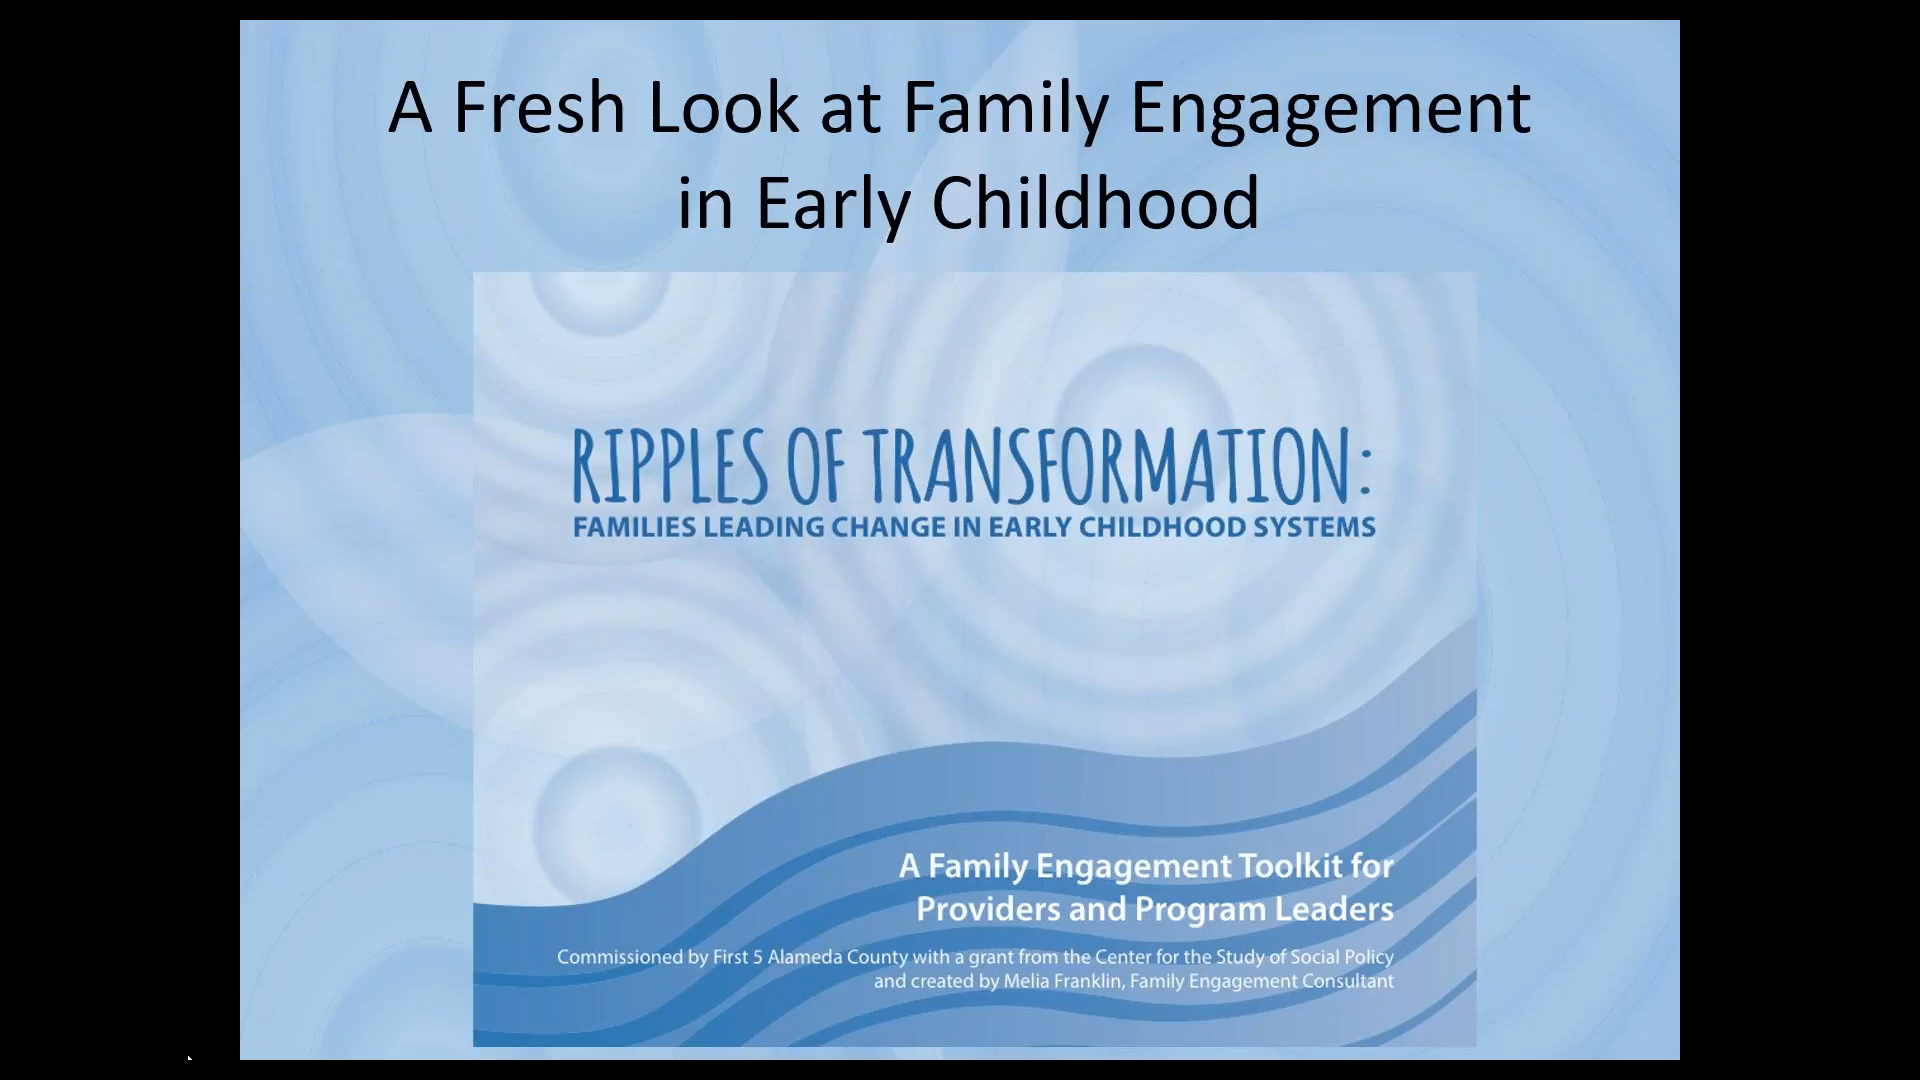 A Fresh Look at Family Engagement
in Early Childhood
RIPPLES OF TRANSFORMATION:
FAMILIES LEADING CHANGE IN EARLY CHILDHOOD SYSTEMS
A Family Engagement Toolkit for
Providers and Program Leaders
Commissioned by First 5 Alameda County with a grant from the Center for the Study of Social Policy
and created by Melia Franklin, Family Engagement Consultant